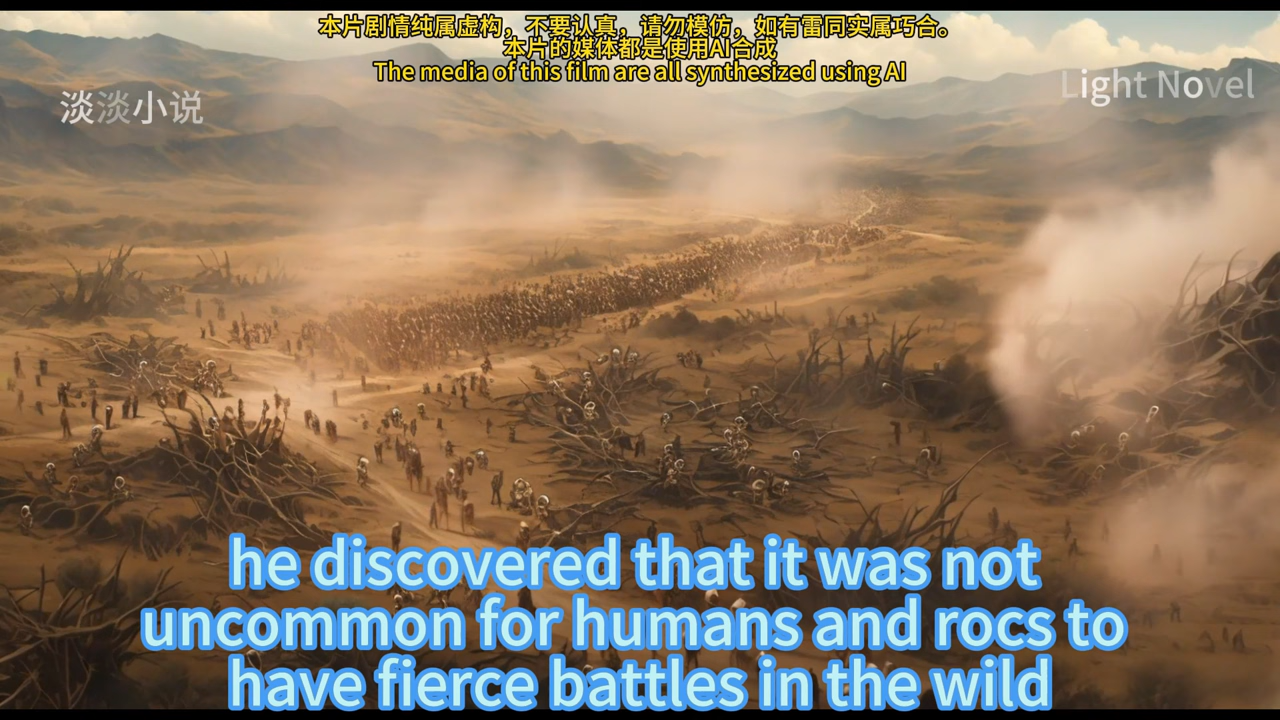 本片剧情纯属虚构，不要认真，请勿模仿，如有雷同实属巧合。
本片的媒体都是使用AI合成
The media of this film are all synthesized using AI
淡淡小说
Light Novel
he discovered that it was not
uncommon for humans and rocs to
have fierce battles in the wild